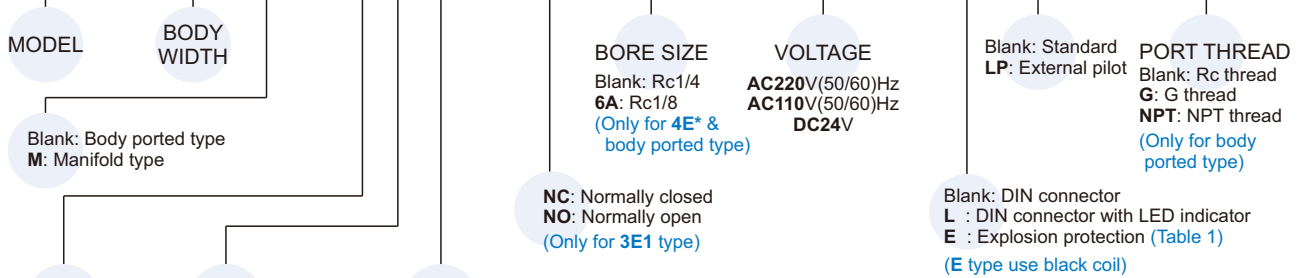 MODEL
BODY
WIDTH
Blank: Body ported type
M: Manifold type
BORE SIZE
Blank: Rc1/4
6A: Rc1/8
(Only for 4E* &
body ported type)
VOLTAGE
AC220V(50/60)Hz
AC110V(50/60)Hz
DC24V
NC: Normally closed
NO: Normally open
(Only for 3E1 type)
Blank: Standard
LP: External pilot
PORT THREAD
Blank: Rc thread
G: G thread
NPT: NPT thread
(Only for body
ported type)
Blank: DIN connector
L : DIN connector with LED indicator
E : Explosion protection (Table 1)
(E type use black coil)